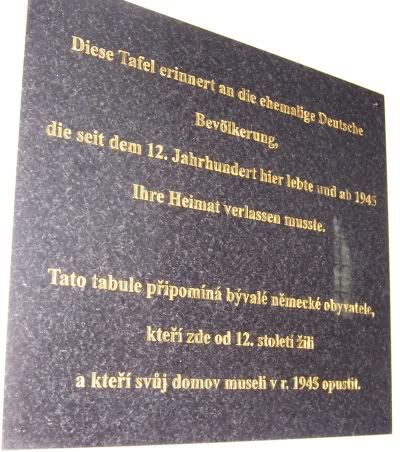 Diese Tafel erinnert an die ehemalige Deutsche
Bevölkerung,
die seit dem 12. Jahrhundert hier lebte und ab 1945
Ihre Heimat verlassen musste.
Tato tabule připomíná bývalé německé obyvatele,
kteří zde od 12. století žili
a kteří svůj domov museli v r. 1945 opustit.